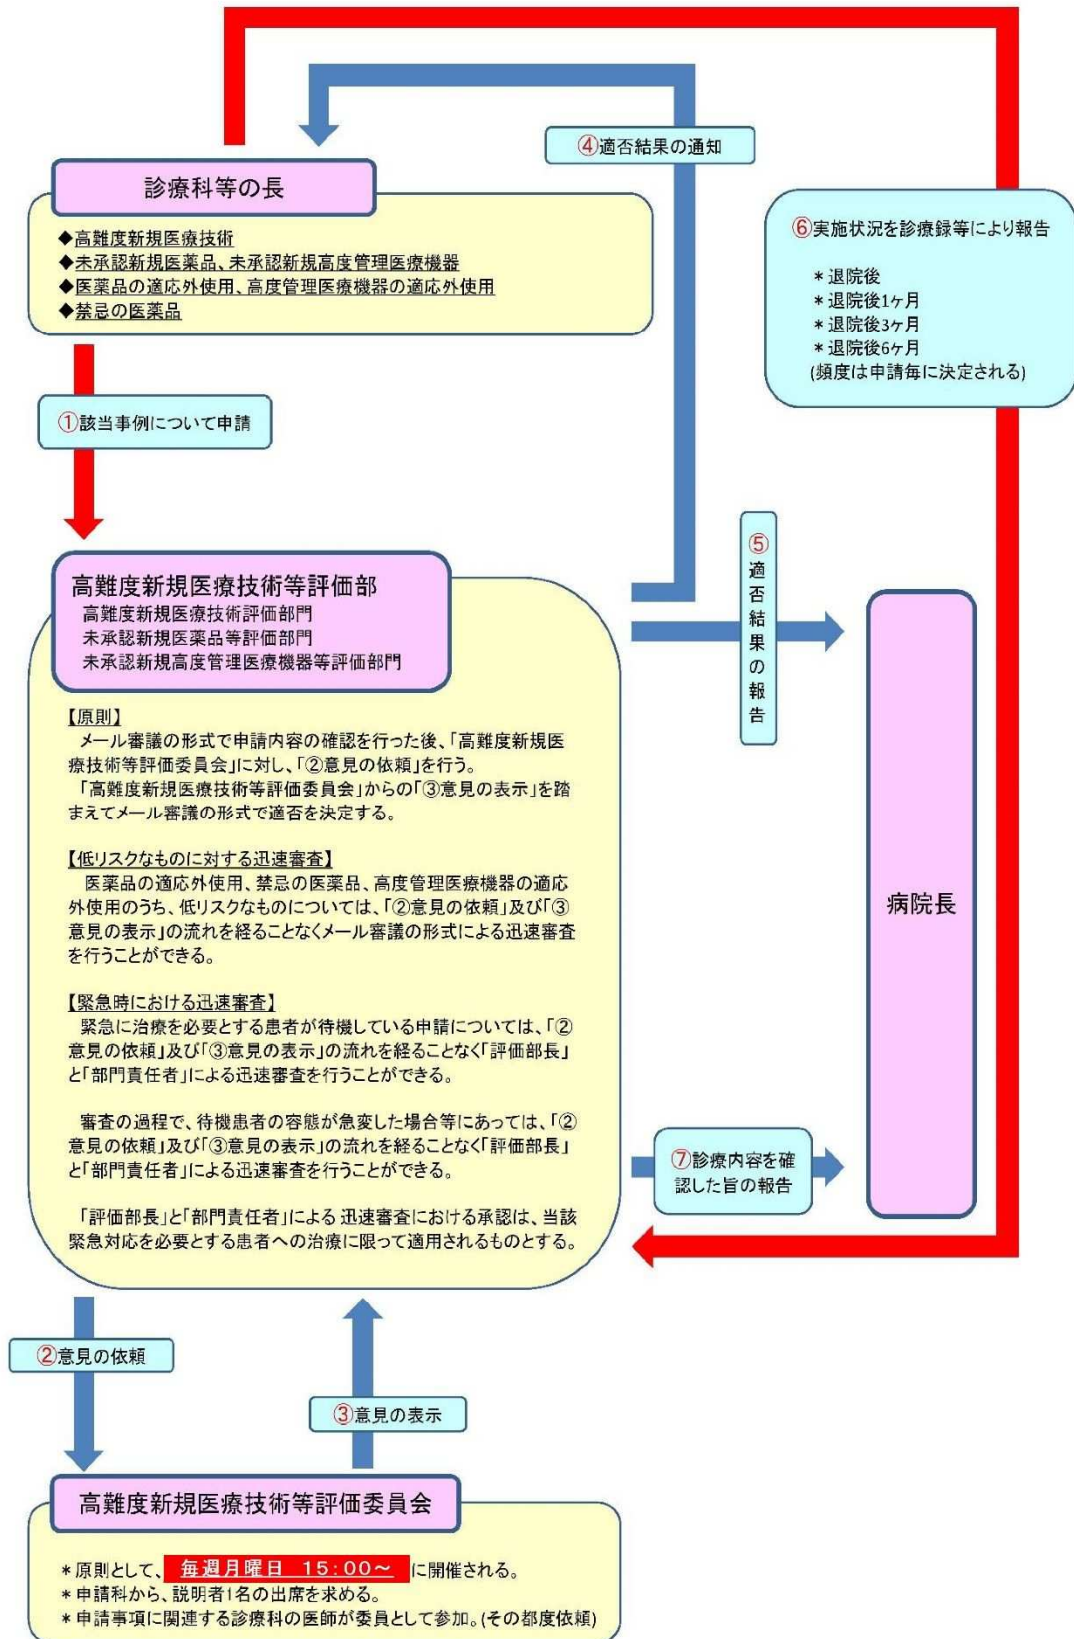 ④適否結果の通知
診療科等の長
◆高難度新規医療技術
◆未承認新規医薬品、未承認新規高度管理医療機器
◆医薬品の適応外使用、高度管理医療機器の適応外使用
◆禁忌の医薬品
⑥実施状況を診療録等により報告
＊退院後
＊退院後1ヶ月
＊退院後3ヶ月
＊退院後6ヶ月
(頻度は申請毎に決定される)
①該当事例について申請
⑤適否結果の報告
高難度新規医療技術等評価部
高難度新規医療技術評価部門
未承認新規医薬品等評価部門
未承認新規高度管理医療機器等評価部門
【原則】
メール審議の形式で申請内容の確認を行った後、「高難度新規医
療技術等評価委員会」に対し、「②意見の依頼」を行う。
「高難度新規医療技術等評価委員会」からの「③意見の表示」を踏
まえてメール審議の形式で適否を決定する。
【低リスクなものに対する迅速審査】
医薬品の適応外使用、禁忌の医薬品、高度管理医療機器の適応
外使用のうち、低リスクなものについては、「②意見の依頼」及び「③
意見の表示」の流れを経ることなくメール審議の形式による迅速審査
を行うことができる。
【緊急時における迅速審査】
緊急に治療を必要とする患者が待機している申請については、「②
意見の依頼」及び「③意見の表示」の流れを経ることなく「評価部長」
と「部門責任者」による迅速審査を行うことができる。
審査の過程で、待機患者の容態が急変した場合等にあっては、「②
意見の依頼」及び「③意見の表示」の流れを経ることなく「評価部長」
と「部門責任者」による迅速審査を行うことができる。
「評価部長」と「部門責任者」による 迅速審査における承認は、当該
緊急対応を必要とする患者への治療に限って適用されるものとする。
病院長
⑦診療内容を確
認した旨の報告
②意見の依頼
③意見の表示
高難度新規医療技術等評価委員会
＊原則として、 毎週月曜日 15:00～ に開催される。
＊申請科から、説明者1名の出席を求める。
＊申請事項に関連する診療科の医師が委員として参加。(その都度依頼)